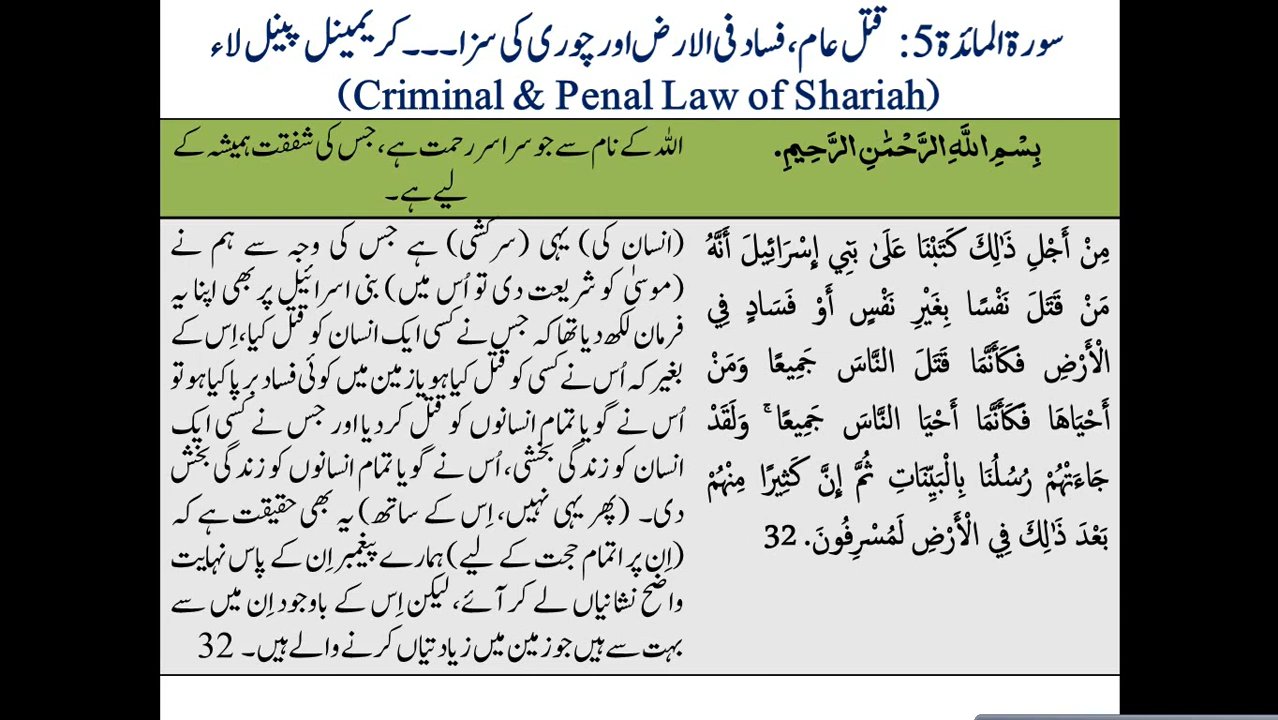 سورۃ المائدۃ 5: قتل عام، فساد فی الارض اور چوری کی سزا۔۔۔ کریمینل پینل لاء
(Criminal & Penal Law of Shariah)
بِسْمِ اللَّهِ الرَّحْمَٰنِ الرَّحِيمِ.
اللہ کے نام سے جو سراسر رحمت ہے، جس کی شفقت ہمیشہ کے
لیے ہے۔
مِنْ أَجْلِ ذَٰلِكَ كَتَبْنَا عَلَىٰ بَنِي إِسْرَائِيلَ أَنَّهُ
مَنْ قَتَلَ نَفْسًا بِغَيْرِ نَفْسٍ أَوْ فَسَادٍ فِي
الْأَرْضِ فَكَأَنَّمَا قَتَلَ النَّاسَ جَمِيعًا وَمَنْ
أَحْيَاهَا فَكَأَنَّمَا أَحْيَا النَّاسَ جَمِيعًا ۚ وَلَقَدْ
جَاءَتْهُمْ رُسُلُنَا بِالْبَيِّنَاتِ ثُمَّ إِنَّ كَثِيرًا مِنْهُمْ
بَعْدَ ذَٰلِكَ فِي الْأَرْضِ لَمُسْرِفُونَ. 32
(انسان کی) یہی (سرکشی) ہے جس کی وجہ سے ہم نے
(موسیٰ کو شریعت دی تو اُس میں) بنی اسرائیل پر بھی اپنا یہ
فرمان لکھ دیا تھا کہ جس نے کسی ایک انسان کو قتل کیا، اِس کے
بغیر کہ اُس نے کسی کو قتل کیا ہو یا زمین میں کوئی فساد برپا کیا ہو تو
اُس نے گویا تمام انسانوں کو قتل کر دیا اور جس نے کسی ایک
انسان کو زندگی بخشی، اُس نے گویا تمام انسانوں کو زندگی بخش
دی۔ (پھر یہی نہیں، اِس کے ساتھ) یہ بھی حقیقت ہے کہ
(اِن پر اتمام حجت کے لیے) ہمارے پیغمبر اِن کے پاس نہایت
واضح نشانیاں لے کر آئے، لیکن اِس کے باوجود اِن میں سے
بہت سے ہیں جو زمین میں زیادتیاں کرنے والے ہیں۔ 32